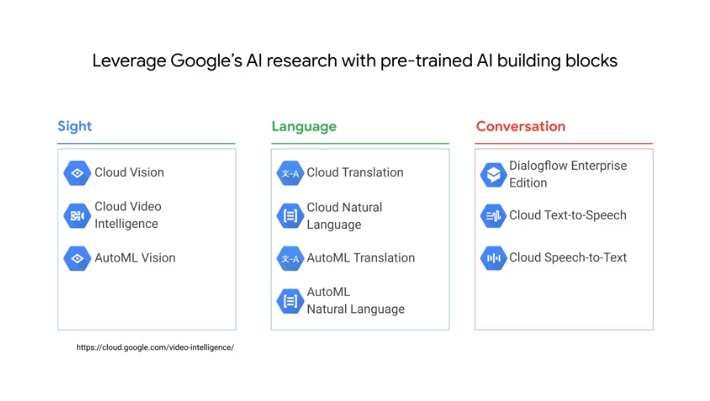 Leverage Google's AI research with pre-trained AI building blocks
Sight
Cloud Vision
Cloud Video
Intelligence
AutoML Vision
Language
Cloud Translation
Cloud Natural
Language
AutoML Translation
AutoML
Natural Language
Conversation
Dialogflow Enterprise
Edition
Cloud Text-to-Speech
Cloud Speech-to-Text
https://cloud.google.com/video-intelligence/